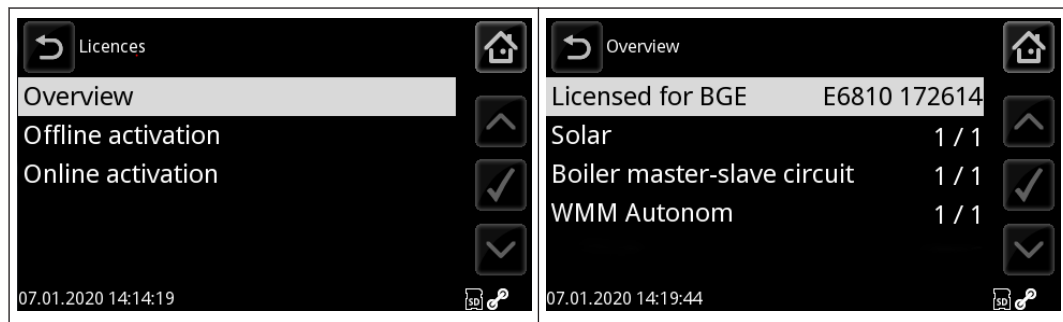 Licences
Overview
Offline activation
Online activation
07.01.2020 14:14:19
SD
Overview
Licensed for BGE E6810 172614
Solar 1 / 1
Boiler master-slave circuit 1 / 1
WMM Autonom 1 / 1
07.01.2020 14:19:44
SD